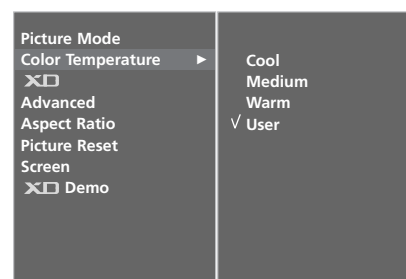 Picture Mode
Color Temperature ►
XD
Advanced
Aspect Ratio
Picture Reset
Screen
XD Demo
Cool
Medium
Warm
√ User